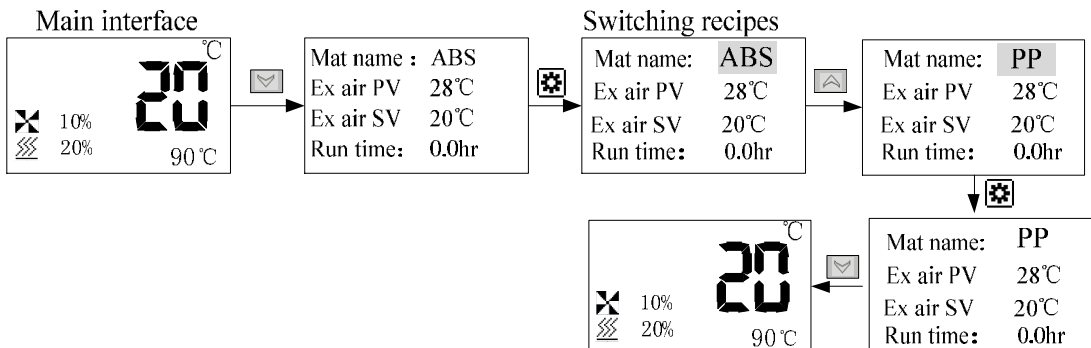 Main interface
℃
20
10%
20%
90℃
Mat name： ABS
Ex air PV 28℃
Ex air SV 20℃
Run time： 0.0hr
Switching recipes
Mat name: ABS
Ex air PV 28℃
Ex air SV 20℃
Run time： 0.0hr
Mat name: PP
Ex air PV 28℃
Ex air SV 20℃
Run time： 0.0hr
Mat name: PP
Ex air PV 28℃
Ex air SV 20℃
Run time： 0.0hr
℃
20
10%
20%
90℃